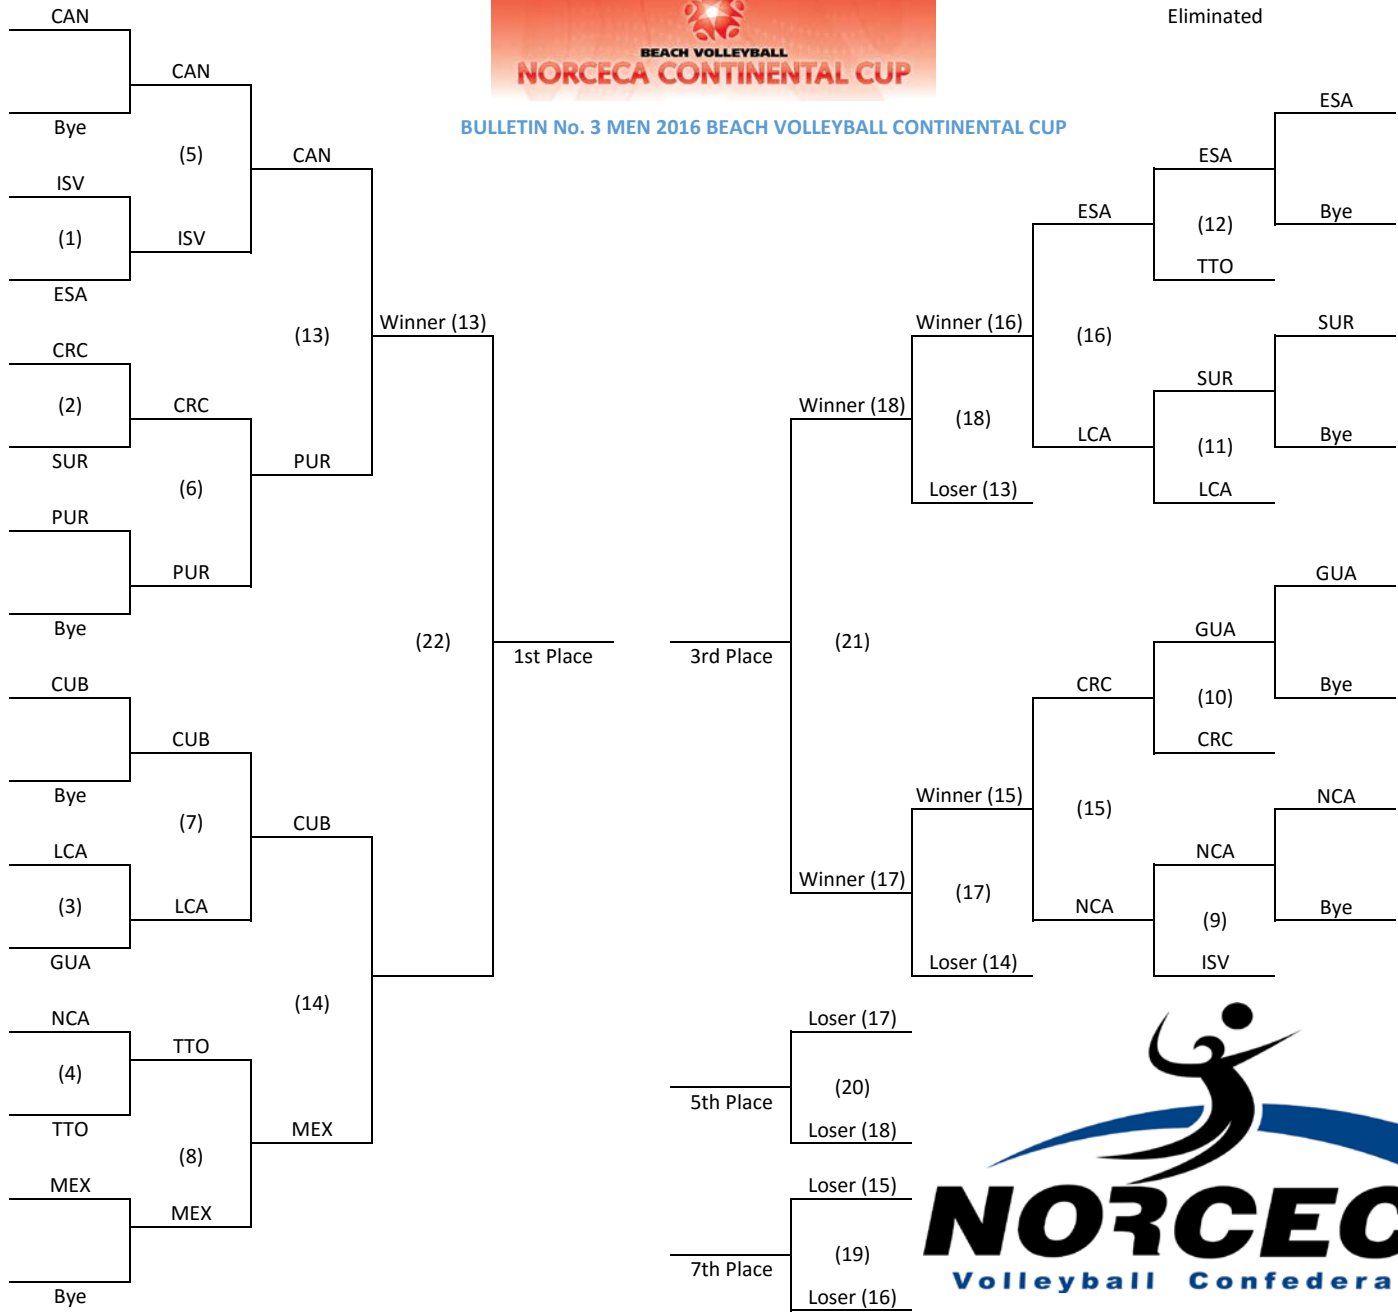 CAN
Eliminated
BEACH VOLLEYBALL
NORCECA CONTINENTAL CUP
BULLETIN No. 3 MEN 2016 BEACH VOLLEYBALL CONTINENTAL CUP
CAN
Bye
(5)
CAN
ISV
(1)
ISV
ESA
CRC
(13)
Winner (13)
(2)
CRC
SUR
PUR
(6)
PUR
PUR
Bye
(22)
1st Place
CUB
CUB
Bye
(7)
CUB
LCA
(3)
LCA
GUA
(14)
NCA
TTO
(4)
TTO
MEX
(8)
MEX
MEX
Bye
ESA
ESA
ESA
Bye
(12)
TTO
Winner (16)
(16)
SUR
SUR
Winner (18)
(18)
LCA
(11)
Bye
Loser (13)
LCA
GUA
GUA
3rd Place
(21)
CRC
(10)
Bye
CRC
Winner (15)
(15)
NCA
NCA
Winner (17)
(17)
NCA
(9)
Bye
Loser (14)
ISV
Loser (17)
(20)
5th Place
Loser (18)
Loser (15)
(19)
7th Place
Loser (16)
NORCEC
Volleyball Confedera